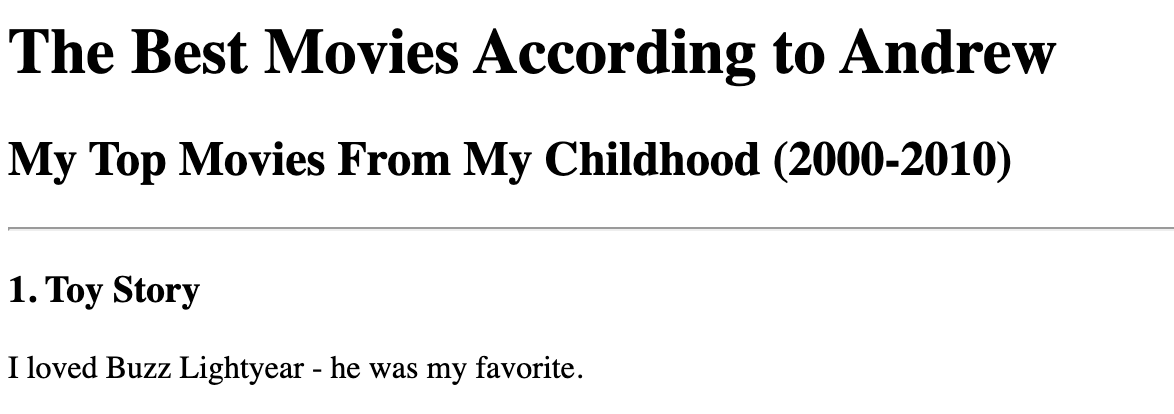 The Best Movies According to Andrew
My Top Movies From My Childhood (2000-2010)
1. Toy Story
I loved Buzz Lightyear - he was my favorite.